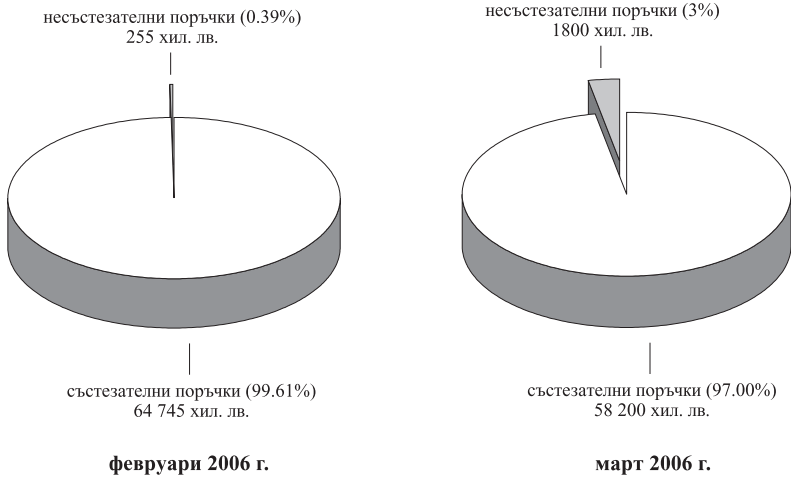 несъстезателни поръчки (0.39%)
255 хил. лв.
състезателни поръчки (99.61%)
64 745 хил. лв.
февруари 2006 г.
несъстезателни поръчки (3%)
1800 хил. лв.
състезателни поръчки (97.00%)
58 200 хил. лв.
март 2006 г.